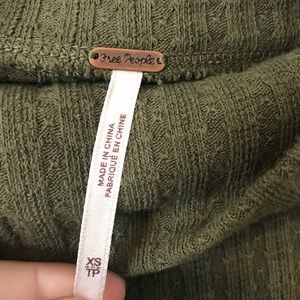 Free People
MADE IN CHINA
FABRIQUÉ EN CHINE
XS
TP